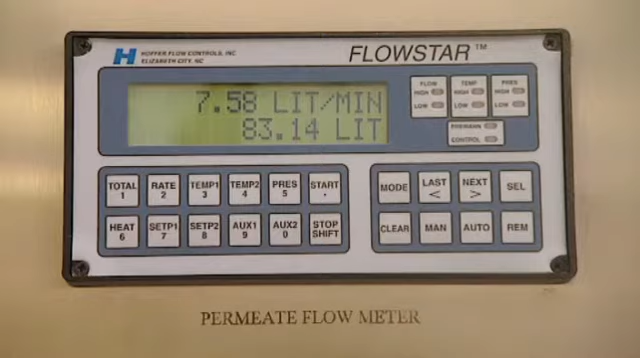 H HOFFER FLOW CONTROLS, INC
ELIZABETH CITY, NC
FLOWSTAR™
7.58 LIT/MIN
83.14 LIT
FLOW TEMP PRES
HIGH HIGH HIGH
LOW LOW LOW
CONTROL
TOTAL RATE TEMP1 TEMP2 PRES START
1 2 3 4 5 .
HEAT SETP1 SETP2 AUX1 AUX2 STOP
6 7 8 9 0 SHIFT
MODE LAST NEXT SEL
< >
CLEAR MAN AUTO REM
PERMEATE FLOW METER